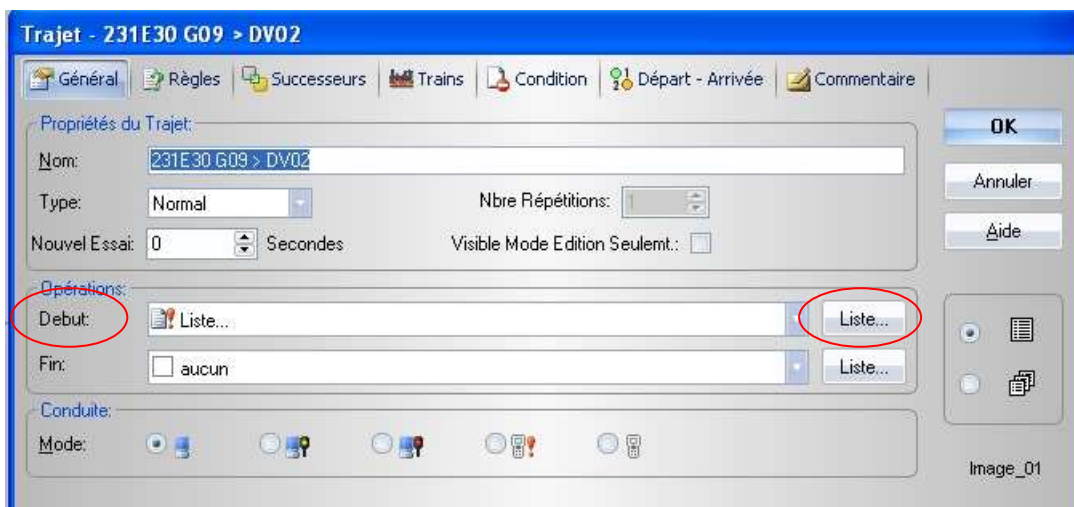 Trajet - 231E30 G09 > DV02
Général Règles Successeurs Trains Condition Départ - Arrivée Commentaire
Propriétés du Trajet:
Nom: 231E30 G09 > DV02
Type: Normal Nbre Répétitions: 1
Nouvel Essai: 0 Secondes Visible Mode Edition Seulemt.:
Opérations:
Debut: Liste... Liste...
Fin: aucun Liste...
Conduite:
Mode:
OK
Annuler
Aide
Image_01